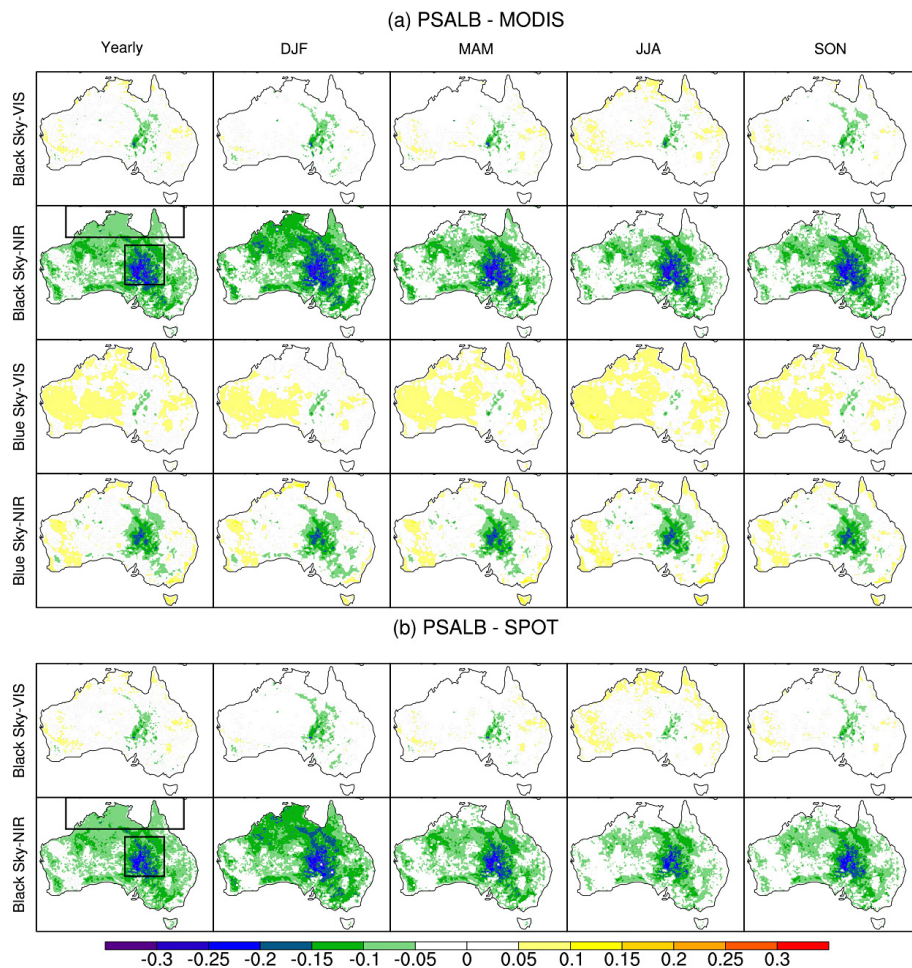 (a) PSALB - MODIS
Yearly DJF MAM JJA SON
Black Sky-VIS
Black Sky-NIR
Blue Sky-VIS
Blue Sky-NIR
(b) PSALB - SPOT
Black Sky-VIS
Black Sky-NIR
-0.3 -0.25 -0.2 -0.15 -0.1 -0.05 0 0.05 0.1 0.15 0.2 0.25 0.3